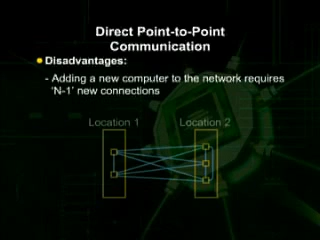 Direct Point-to-Point
Communication
Disadvantages:
- Adding a new computer to the network requires
‘N-1’ new connections
Location 1 Location 2